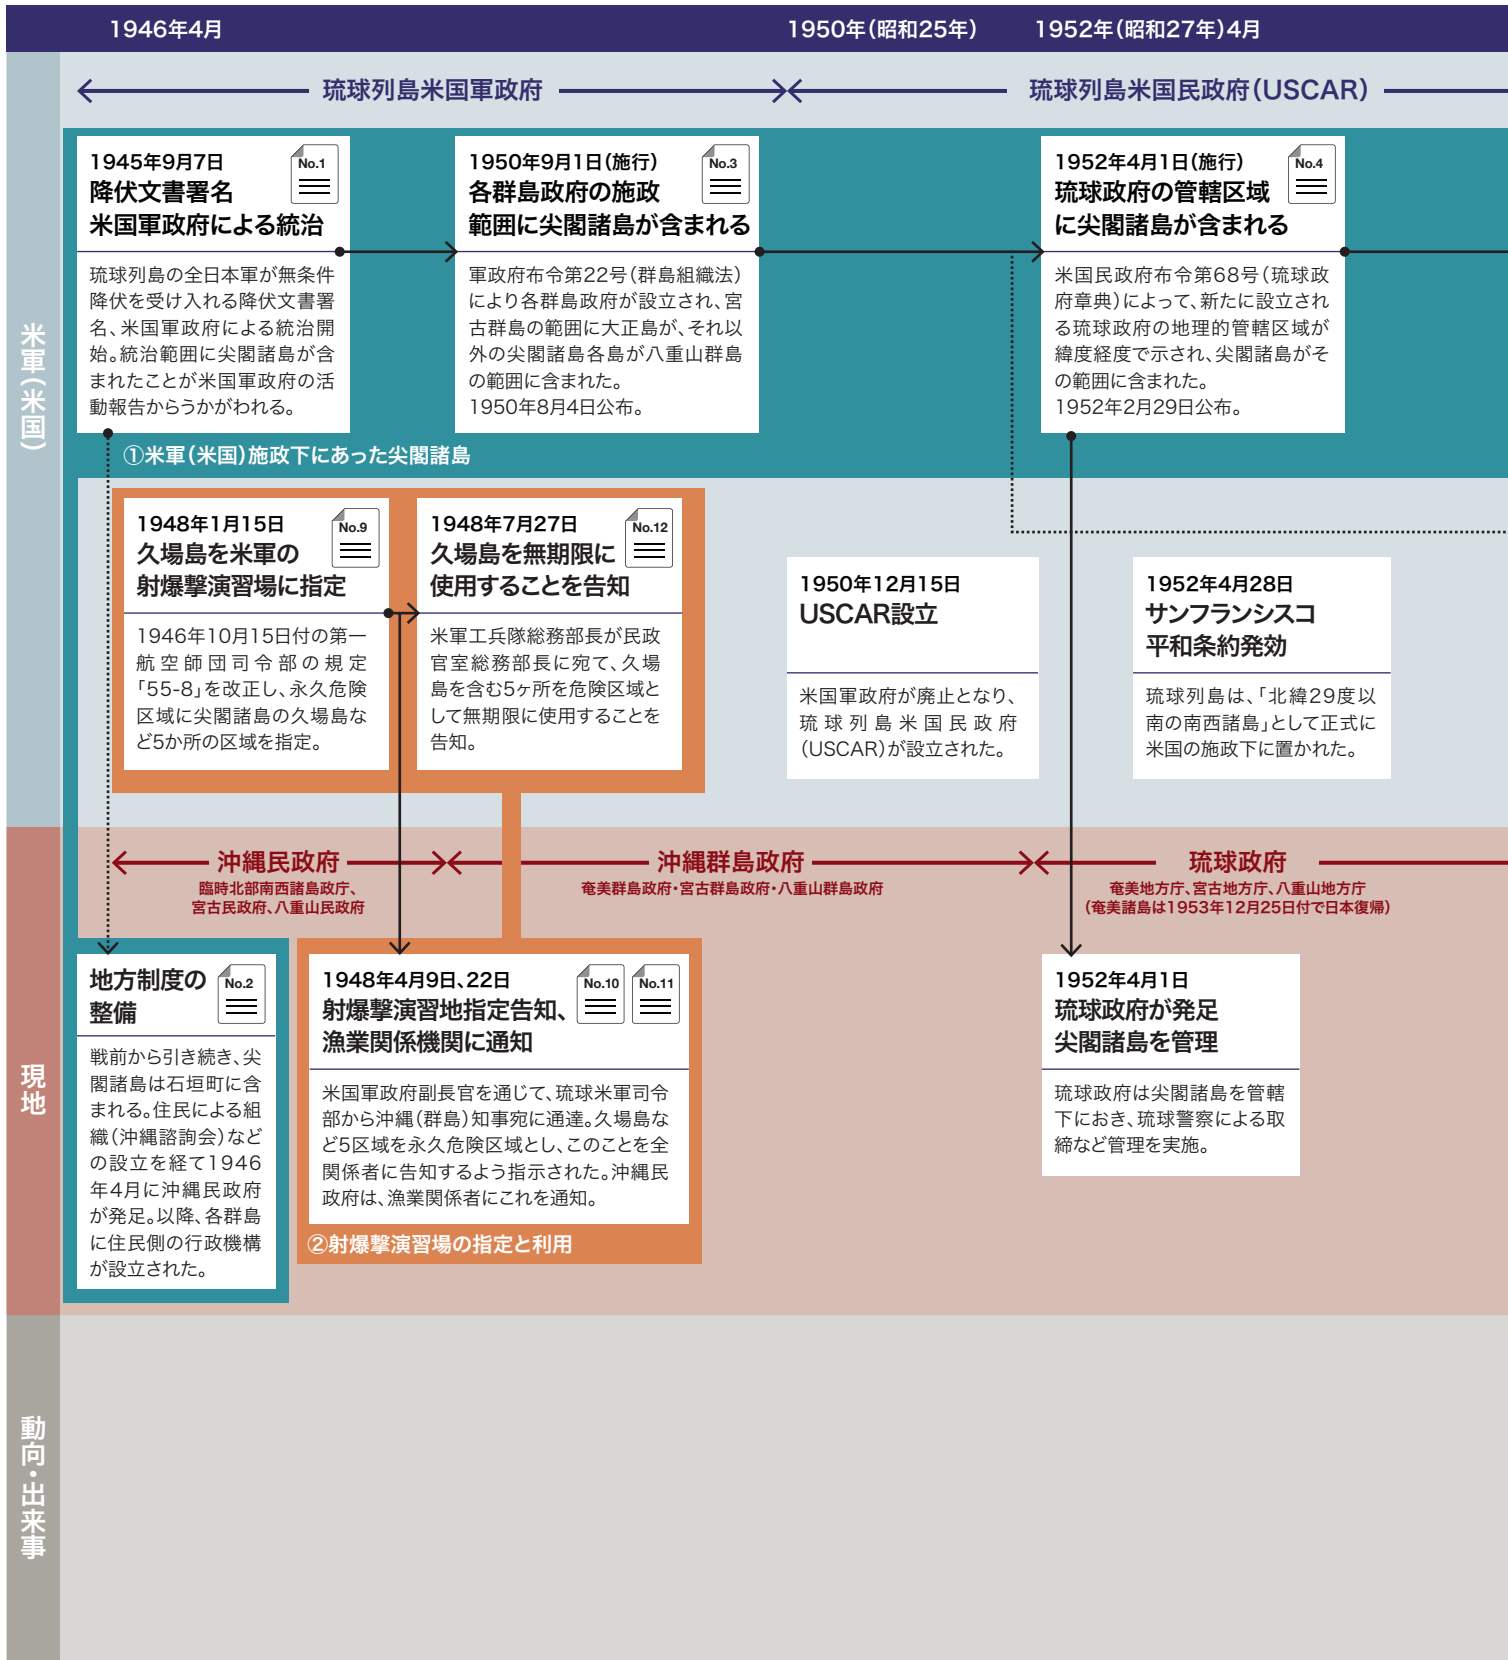 1946年4月
1950年(昭和25年)
1952年(昭和27年)4月
琉球列島米国軍政府
琉球列島米国民政府(USCAR)
米軍(米国)
1945年9月7日
降伏文書署名
米国軍政府による統治
No.1
琉球列島の全日本軍が無条件
降伏を受け入れる降伏文書署
名、米国軍政府による統治開
始。統治範囲に尖閣諸島が含
まれたことが米国軍政府の活
動報告からうかがわれる。
1950年9月1日(施行)
各群島政府の施政
範囲に尖閣諸島が含まれる
No.3
軍政府布令第22号(群島組織法)
により各群島政府が設立され、宮
古群島の範囲に大正島が、それ以
外の尖閣諸島各島が八重山群島
の範囲に含まれた。
1950年8月4日公布。
1952年4月1日(施行)
琉球政府の管轄区域
に尖閣諸島が含まれる
No.4
米国民政府布令第68号(琉球政
府章典)によって、新たに設立され
る琉球政府の地理的管轄区域が
緯度経度で示され、尖閣諸島がそ
の範囲に含まれた。
1952年2月29日公布。
①米軍(米国)施政下にあった尖閣諸島
1948年1月15日
久場島を米軍の
射爆撃演習場に指定
No.9
1946年10月15日付の第一
航空師団司令部の規定
「55-8」を改正し、永久危険
区域に尖閣諸島の久場島な
ど5か所の区域を指定。
1948年7月27日
久場島を無期限に
使用することを告知
No.12
米軍工兵隊総務部長が民政
官室総務部長に宛て、久場
島を含む5ヶ所を危険区域と
して無期限に使用することを
告知。
1950年12月15日
USCAR設立
米国軍政府が廃止となり、
琉球列島米国民政府
(USCAR)が設立された。
1952年4月28日
サンフランシスコ
平和条約発効
琉球列島は、「北緯29度以
南の南西諸島」として正式に
米国の施政下に置かれた。
現地
沖縄民政府
臨時北部南西諸島政庁、
宮古民政府、八重山民政府
沖縄群島政府
奄美群島政府・宮古群島政府・八重山群島政府
琉球政府
奄美地方庁、宮古地方庁、八重山地方庁
(奄美諸島は1953年12月25日付で日本復帰)
地方制度の
整備
No.2
戦前から引き続き、尖
閣諸島は石垣町に含
まれる。住民による組
織(沖縄諮詢会)など
の設立を経て1946
年4月に沖縄民政府
が発足。以降、各群島
に住民側の行政機構
が設立された。
1948年4月9日、22日
射爆撃演習地指定告知、
漁業関係機関に通知
No.10
No.11
米国軍政府副長官を通じて、琉球米軍司令
部から沖縄(群島)知事宛に通達。久場島な
ど5区域を永久危険区域とし、このことを全
関係者に告知するよう指示された。沖縄民
政府は、漁業関係者にこれを通知。
②射爆撃演習場の指定と利用
1952年4月1日
琉球政府が発足
尖閣諸島を管理
琉球政府は尖閣諸島を管轄
下におき、琉球警察による取
締など管理を実施。
動向・出来事